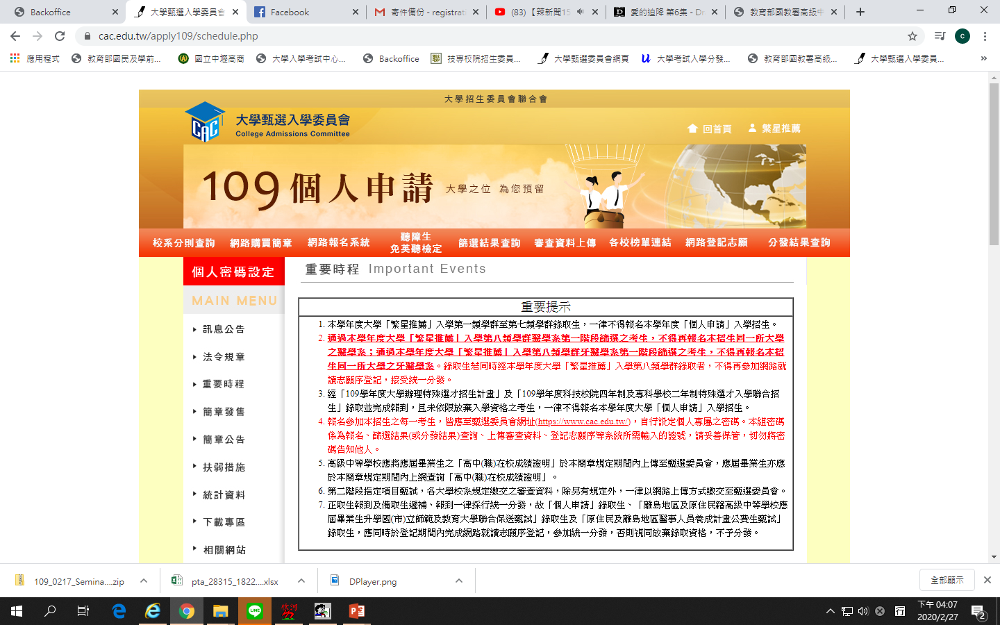 Backoffice
大學甄選入學委員會
Facebook
寄件備份 - registrat
(83)【辣新聞15
愛的迫降 第6集 - Dr
教育部國教署高級中
cac.edu.tw/apply109/schedule.php
應用程式
教育部國民及學前...
國立中壢高商
大學入學考試中心...
Backoffice
技專校院招生委員...
大學甄選委員會網頁
大學考試入學分發...
教育部國教署高級...
大學甄選入學委員...
大學招生委員會聯合會
CAC
大學甄選入學委員會
College Admissions Committee
回首頁
繁星推薦
109個人申請
大學之位 為您預留
校系分則查詢
網路購買簡章
網路報名系統
聽障生
免英聽檢定
篩選結果查詢
審查資料上傳
各校榜單連結
網路登記志願
分發結果查詢
個人密碼設定
MAIN MENU
訊息公告
法令規章
重要時程
簡章發售
簡章公告
扶弱措施
統計資料
下載專區
相關網站
重要時程 Important Events
重要提示
1. 本學年度大學「繁星推薦」入學第一類學群至第七類學群錄取生，一律不得報名本學年度「個人申請」入學招生。
2. 通過本學年度大學「繁星推薦」入學第八類學群醫學系第一階段篩選之考生，不得再報名本招生同一所大學
之醫學系；通過本學年度大學「繁星推薦」入學第八類學群牙醫學系第一階段篩選之考生，不得再報名本招
生同一所大學之牙醫學系。錄取生若同時經本學年度大學「繁星推薦」入學第八類學群錄取者，不得再參加網路就
讀志願序登記，接受統一分發。
3. 經「109學年度大學辦理特殊選才招生計畫」及「109學年度科技校院四年制及專科學校二年制特殊選才入學聯合招
生」錄取並完成報到，且未依限放棄入學資格之考生，一律不得報名本學年度大學「個人申請」入學招生。
4. 報名參加本招生之每一考生，皆應至甄選委員會網址(https://www.cac.edu.tw/)，自行設定個人專屬之密碼。本組密碼
係為報名、篩選結果(或分發結果)查詢、上傳審查資料、登記志願序等系統所需輸入的證號，請妥善保管，切勿將密
碼告知他人。
5. 高級中等學校應將應屆畢業生之「高中(職)在校成績證明」於本簡章規定期間內上傳至甄選委員會，應屆畢業生亦應
於本簡章規定期間內上網查詢「高中(職)在校成績證明」。
6. 第二階段指定項目甄試，各大學校系規定繳交之審查資料，除另有規定外，一律以網路上傳方式繳交至甄選委員會。
7. 正取生報到及備取生遞補、報到一律採行統一分發，故「個人申請」錄取生、「離島地區及原住民籍高級中等學校應
屆畢業生升學國(市)立師範及教育大學聯合保送甄試」錄取生及「原住民及離島地區醫事人員養成計畫公費生甄試」
錄取生，應同時於登記期間內完成網路就讀志願序登記，參加統一分發，否則視同放棄錄取資格，不予分發。
109_0217_Semina....zip
pta_28315_1822....xlsx
DPlayer.png
全部顯示
下午 04:07
2020/2/27
2